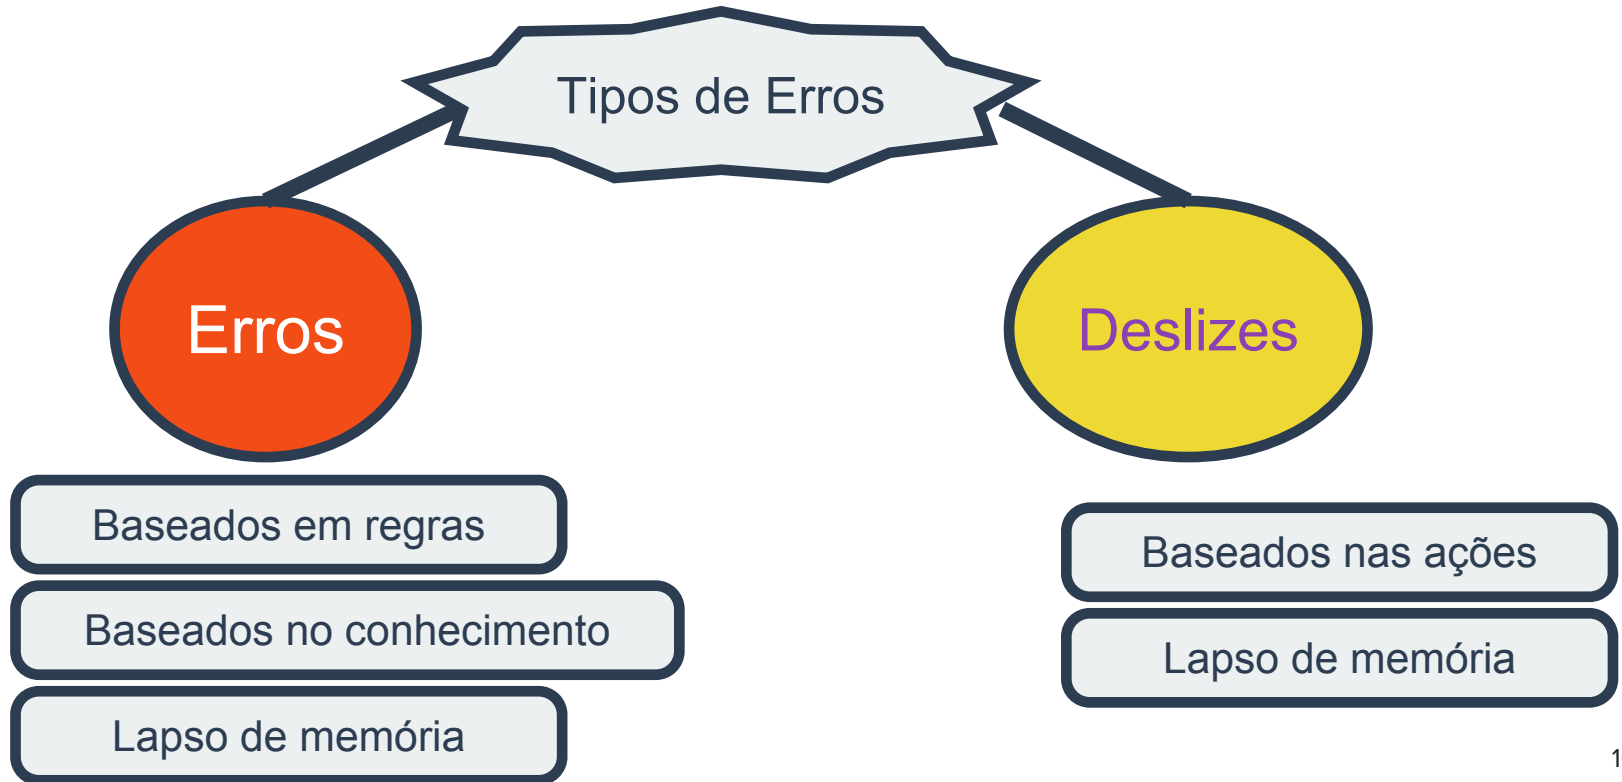 Tipos de Erros
Erros
Deslizes
Baseados em regras
Baseados no conhecimento
Lapso de memória
Baseados nas ações
Lapso de memória
1